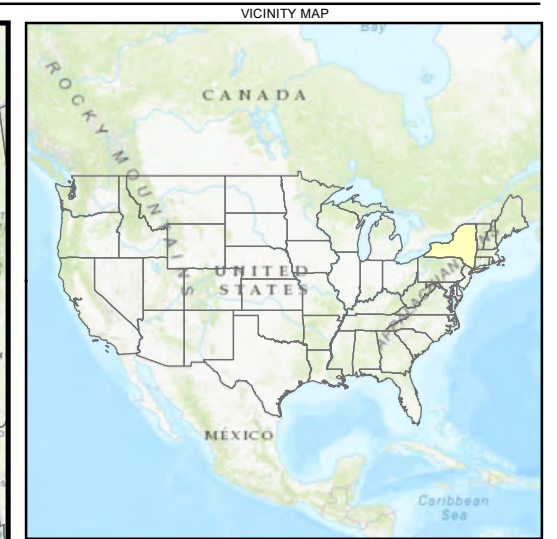 VICINITY MAP
Bay
ROCKY MOUNTAINS
CANADA
UNITED
STATES
MÉXICO
Caribbean
Sea